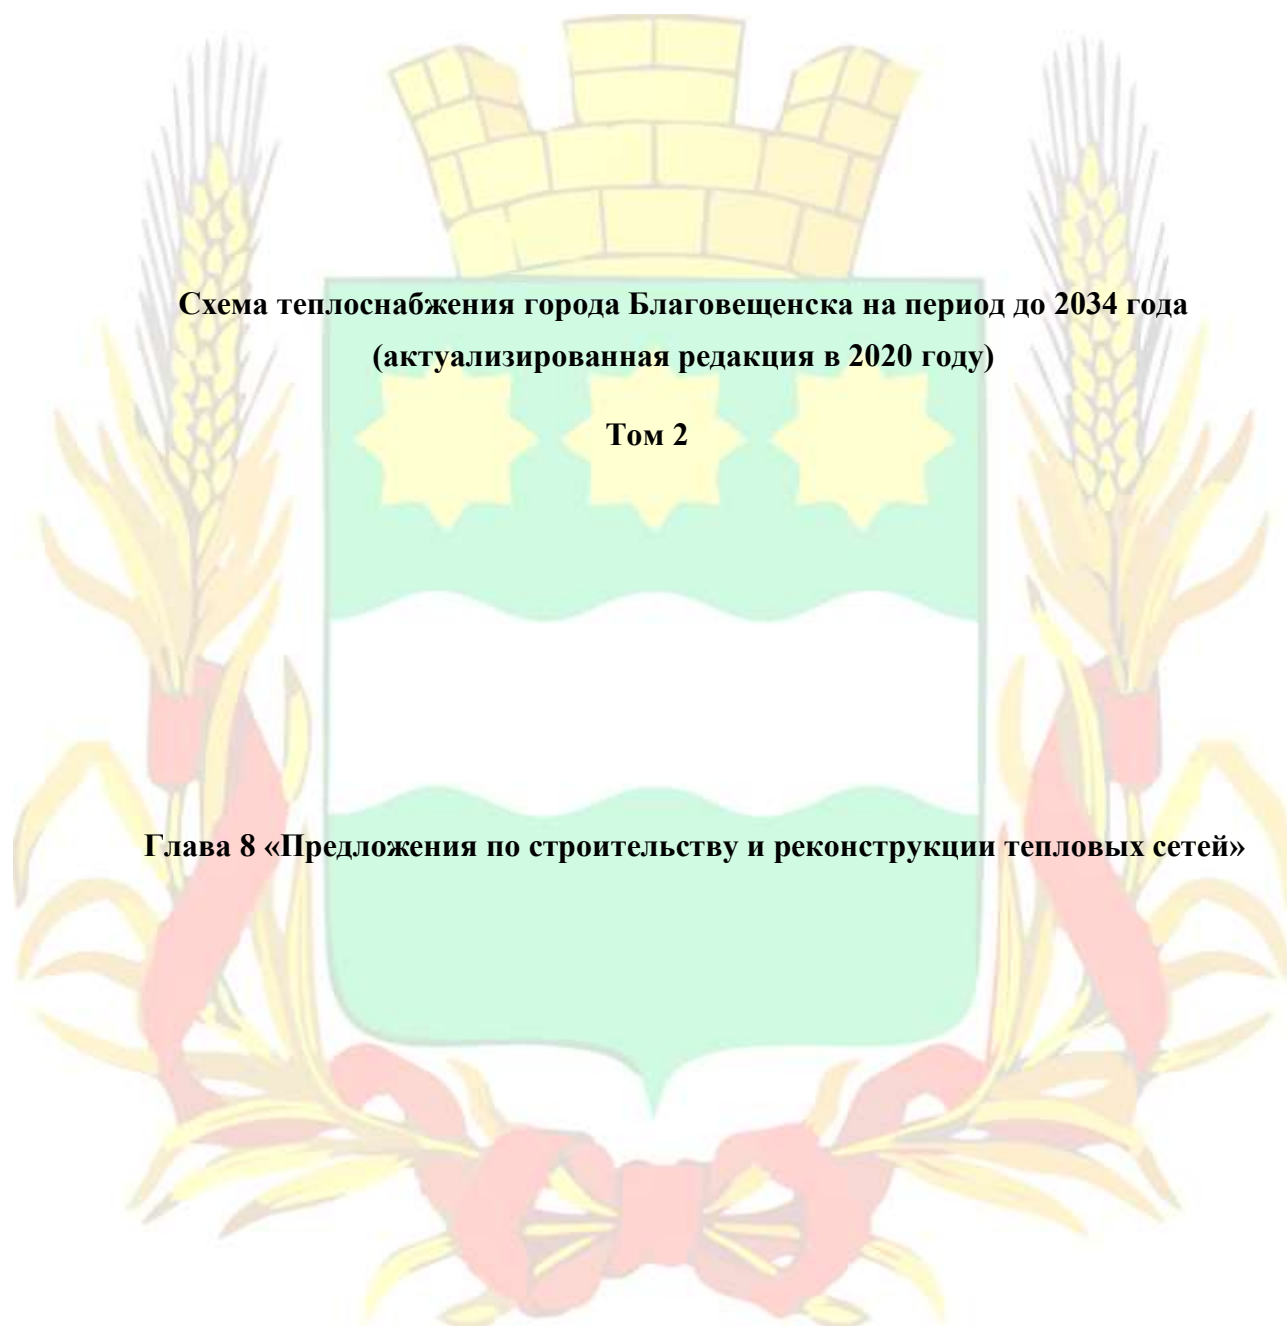 Схема теплоснабжения города Благовещенска на период до 2034 года
(актуализированная редакция в 2020 году)
Том 2
Глава 8 «Предложения по строительству и реконструкции тепловых сетей»